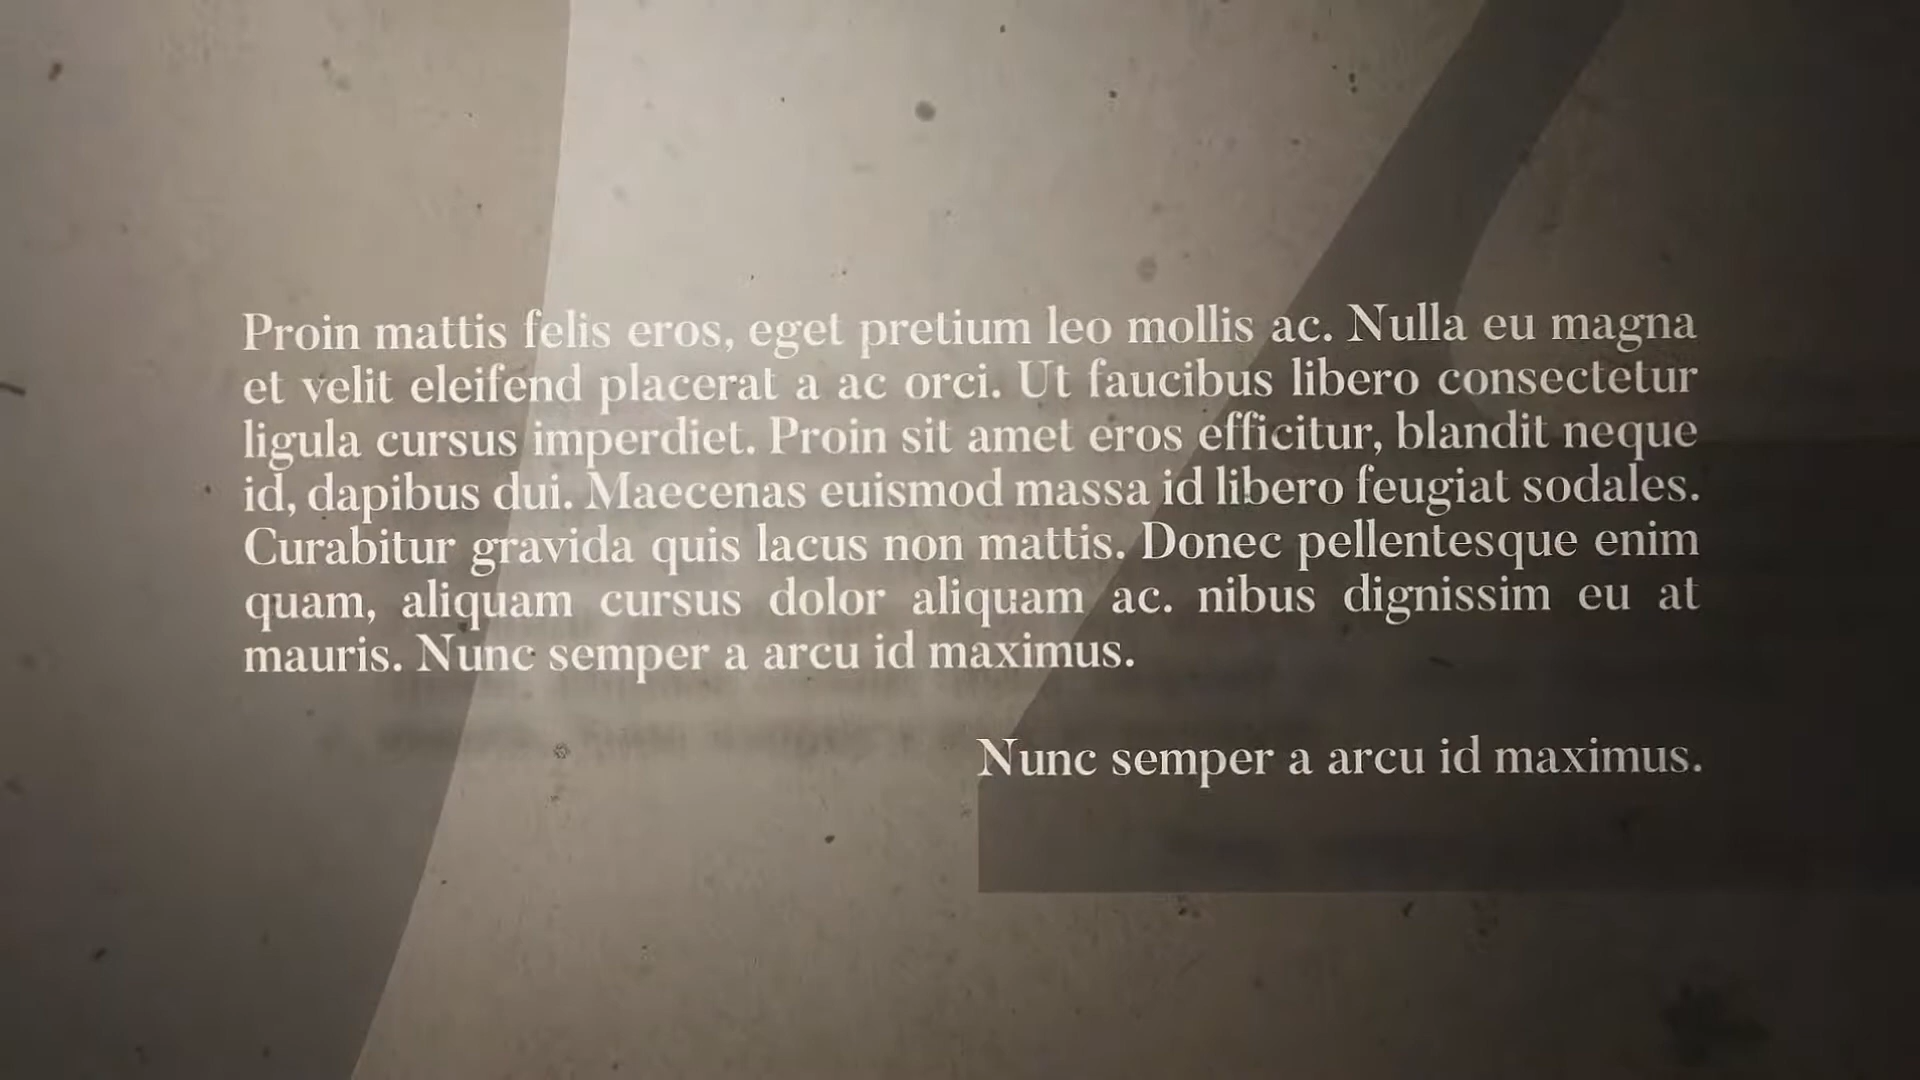 Proin mattis felis eros, eget pretium leo mollis ac. Nulla eu magna
et velit eleifend placerat a ac orci. Ut faucibus libero consectetur
ligula cursus imperdiet. Proin sit amet eros efficitur, blandit neque
id, dapibus dui. Maecenas euismod massa id libero feugiat sodales.
Curabitur gravida quis lacus non mattis. Donec pellentesque enim
quam, aliquam cursus dolor aliquam ac. nibus dignissim eu at
mauris. Nunc semper a arcu id maximus.
Nunc semper a arcu id maximus.